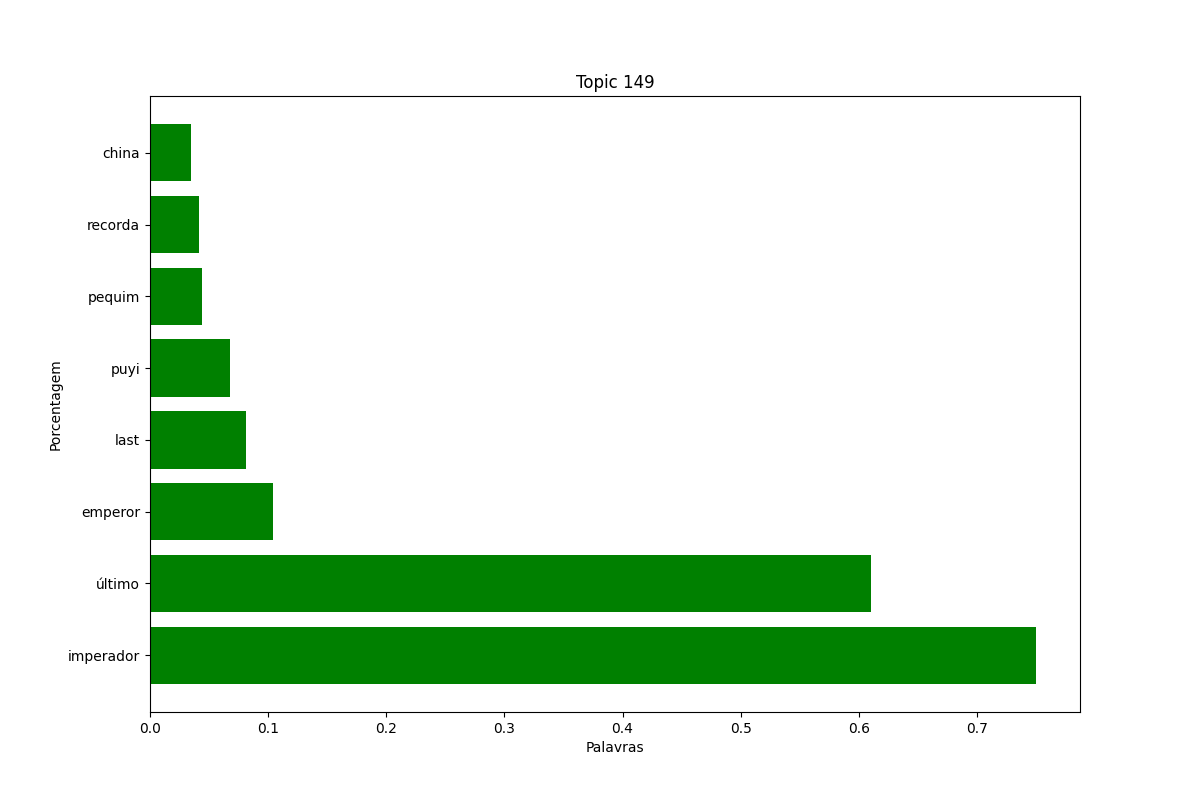 Topic 149
china
recorda
pequim
puyi
last
emperor
último
imperador
Porcentagem
0.0 0.1 0.2 0.3 0.4 0.5 0.6 0.7
Palavras